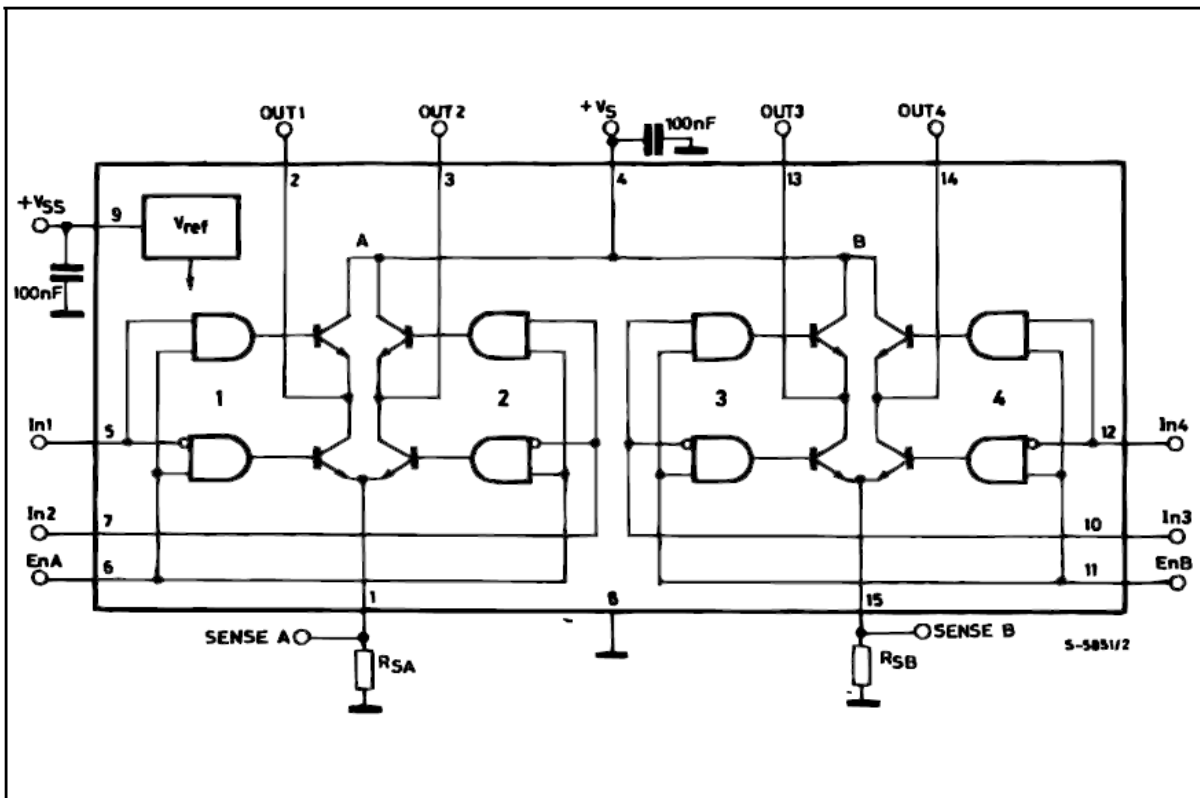 OUT1
OUT2
+VS
100nF
OUT3
OUT4
2
3
4
13
14
+VSS
9
Vref
A
B
100nF
1
2
3
4
In1
5
12
In4
In2
7
10
In3
EnA
6
11
EnB
1
8
15
SENSE A
RSA
SENSE B
RSB
S-5851/2